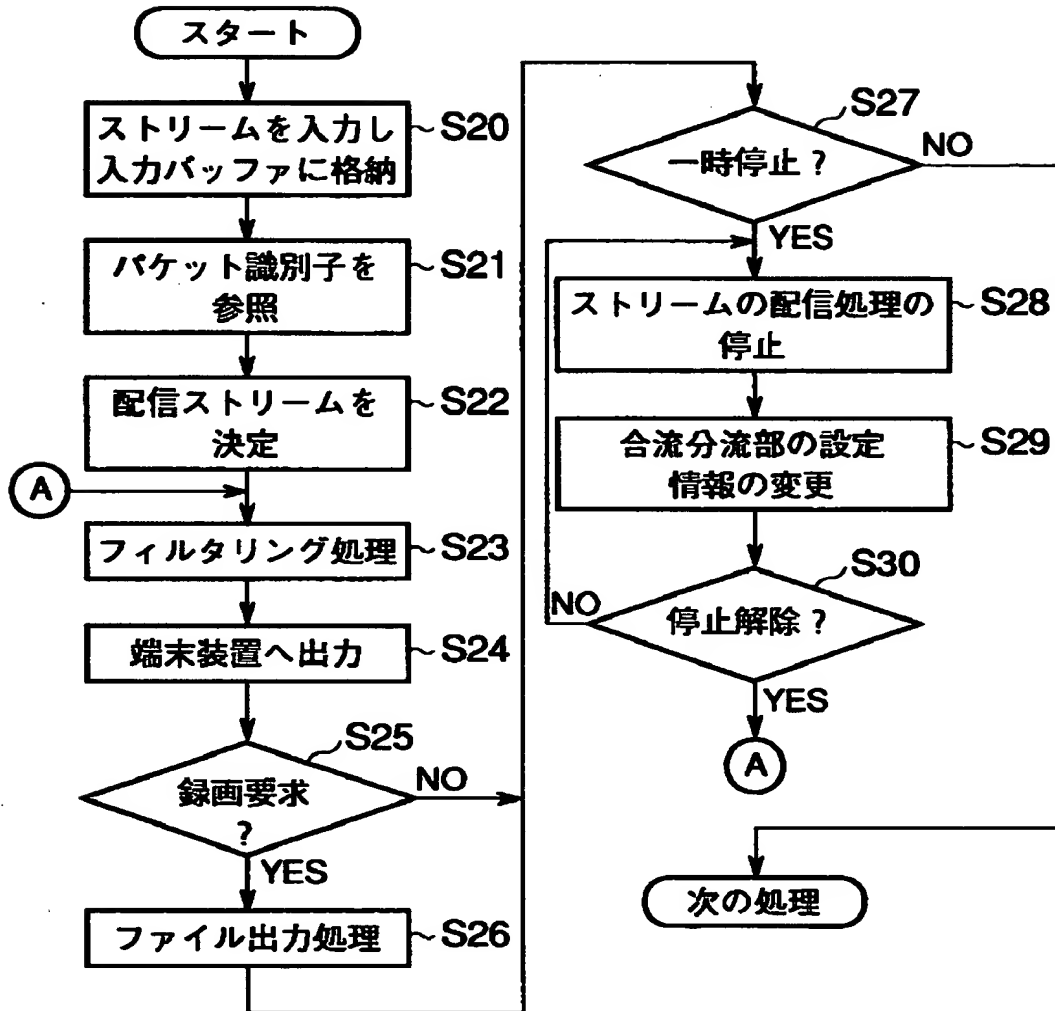 スタート
ストリームを入力し
入力バッファに格納
S20
パケット識別子を
参照
S21
配信ストリームを
決定
S22
A
フィルタリング処理
S23
端末装置へ出力
S24
S25
録画要求
?
NO
YES
ファイル出力処理
S26
S27
一時停止?
NO
YES
ストリームの配信処理の
停止
S28
合流分流部の設定
情報の変更
S29
S30
停止解除?
NO
YES
A
次の処理